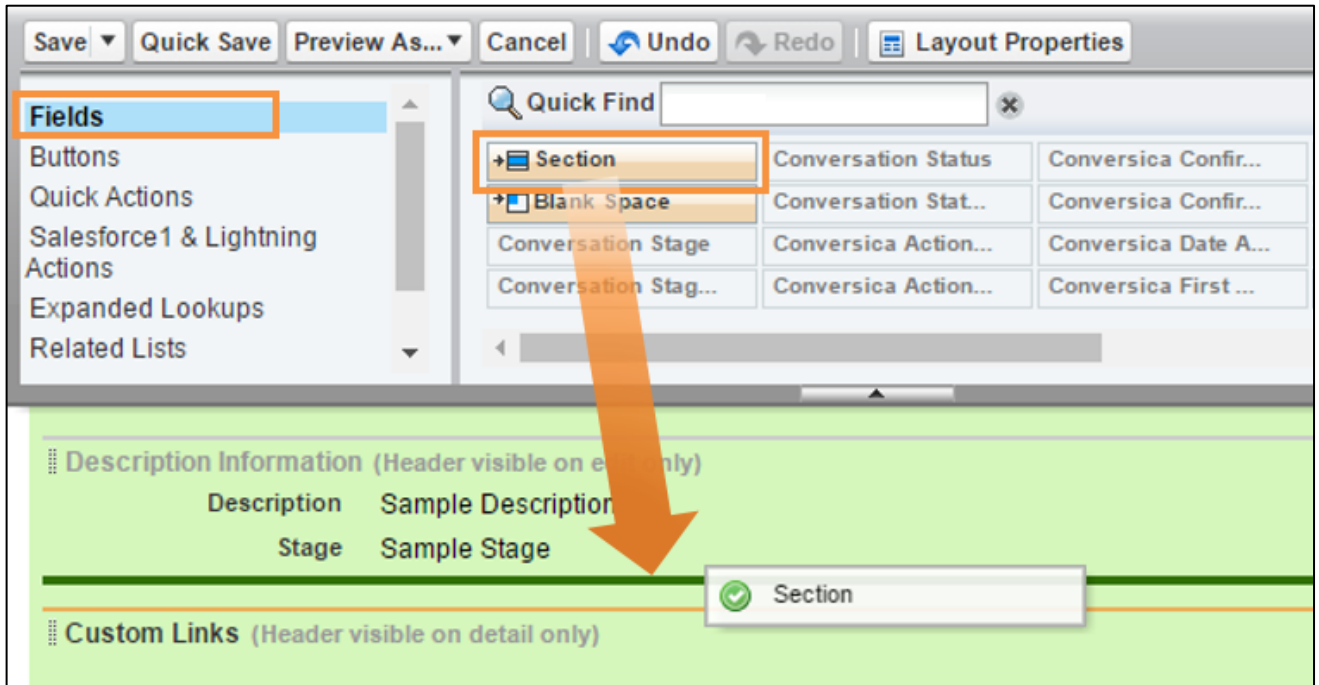 Save Quick Save Preview As... Cancel Undo Redo Layout Properties
Fields
Buttons
Quick Actions
Salesforce1 & Lightning
Actions
Expanded Lookups
Related Lists
Quick Find
Section Conversation Status Conversica Confir...
Blank Space Conversation Stat... Conversica Confir...
Conversation Stage Conversica Action... Conversica Date A...
Conversation Stag... Conversica Action... Conversica First ...
Description Information (Header visible on edit only)
Description Sample Description
Stage Sample Stage
Section
Custom Links (Header visible on detail only)